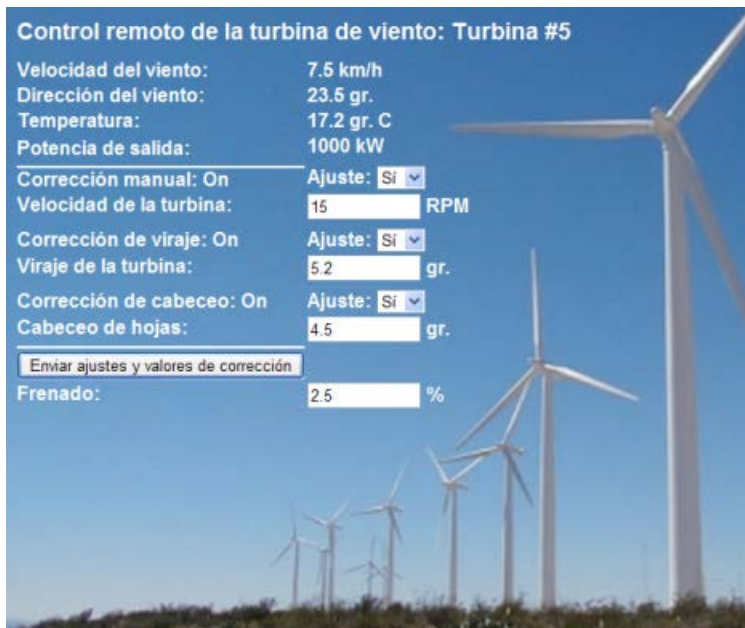 Control remoto de la turbina de viento: Turbina #5
Velocidad del viento: 7.5 km/h
Dirección del viento: 23.5 gr.
Temperatura: 17.2 gr. C
Potencia de salida: 1000 kW
Corrección manual: On Ajuste: Sí
Velocidad de la turbina: 15 RPM
Corrección de viraje: On Ajuste: Sí
Viraje de la turbina: 5.2 gr.
Corrección de cabeceo: On Ajuste: Sí
Cabeceo de hojas: 4.5 gr.
Enviar ajustes y valores de corrección
Frenado: 2.5 %